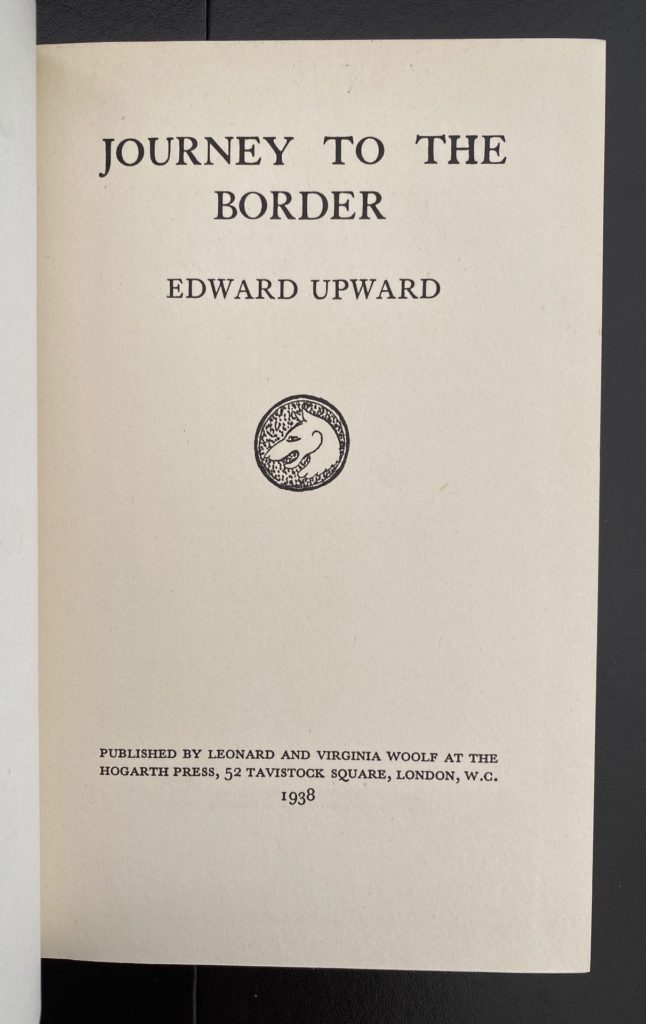 JOURNEY TO THE
BORDER
EDWARD UPWARD
PUBLISHED BY LEONARD AND VIRGINIA WOOLF AT THE
HOGARTH PRESS, 52 TAVISTOCK SQUARE, LONDON, W.C.
1938